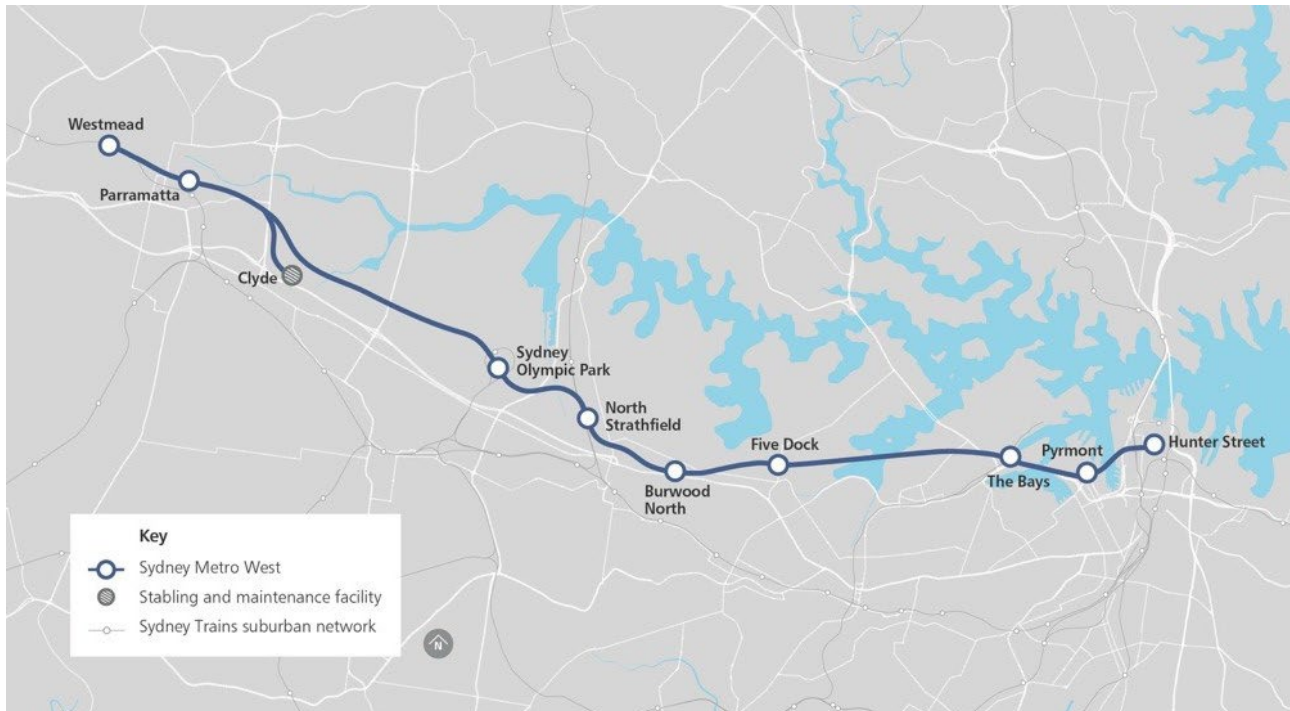 Westmead
Parramatta
Clyde
Sydney
Olympic Park
North
Strathfield
Burwood
North
Five Dock
The Bays
Pyrmont
Hunter Street
Key
Sydney Metro West
Stabling and maintenance facility
Sydney Trains suburban network
N